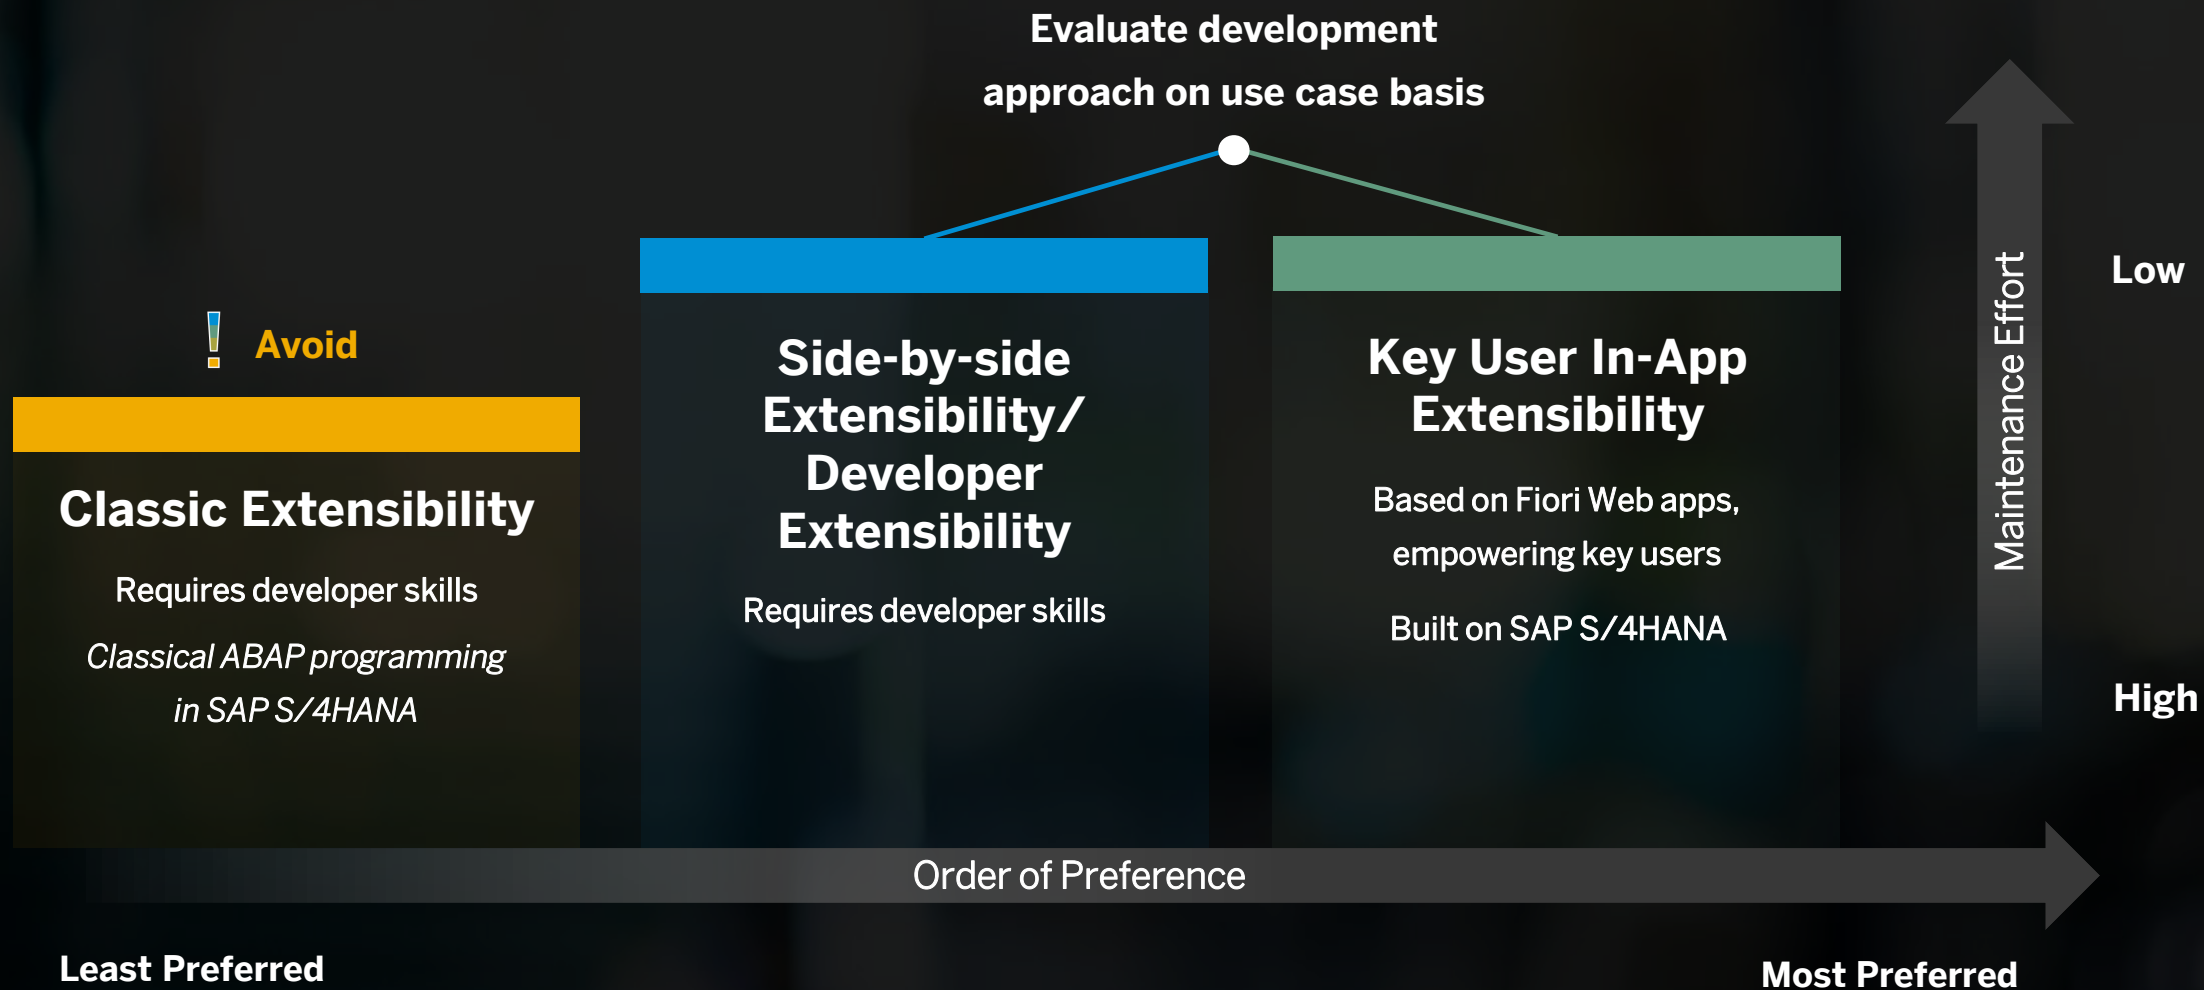 Evaluate development
approach on use case basis
! Avoid
Classic Extensibility
Requires developer skills
Classical ABAP programming
in SAP S/4HANA
Side-by-side
Extensibility/
Developer
Extensibility
Requires developer skills
Key User In-App
Extensibility
Based on Fiori Web apps,
empowering key users
Built on SAP S/4HANA
Maintenance Effort
Low
High
Order of Preference
Least Preferred
Most Preferred